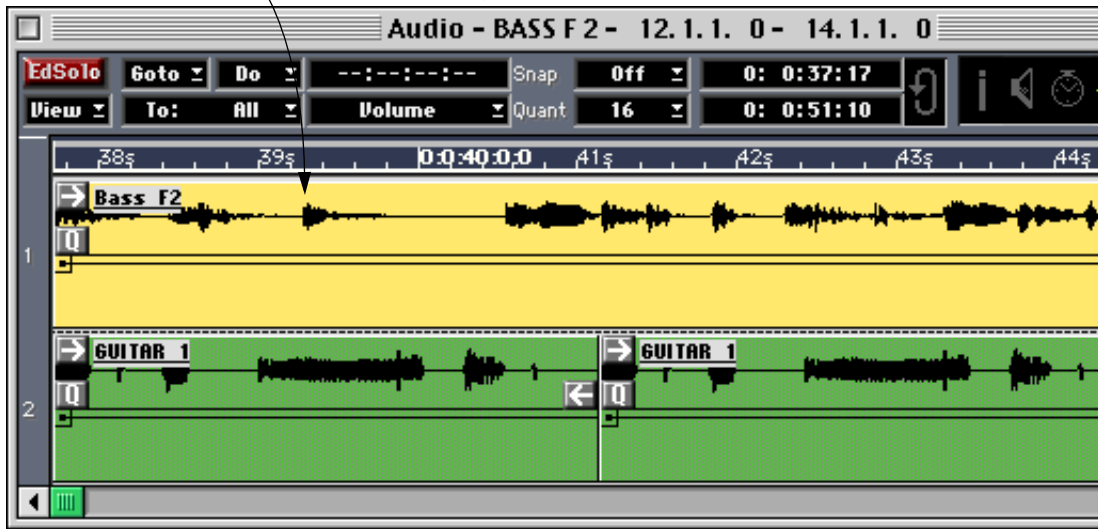 Audio - BASS F 2 - 12. 1. 1. 0 - 14. 1. 1. 0
EdSolo Goto Do --:--:--:-- Snap Off 0: 0:37:17
View To: All Volume Quant 16 0: 0:51:10
38s 39s 0:0:40:0;0 41s 42s 43s 44s
Bass F2
Q
1
GUITAR 1 GUITAR 1
Q Q
2